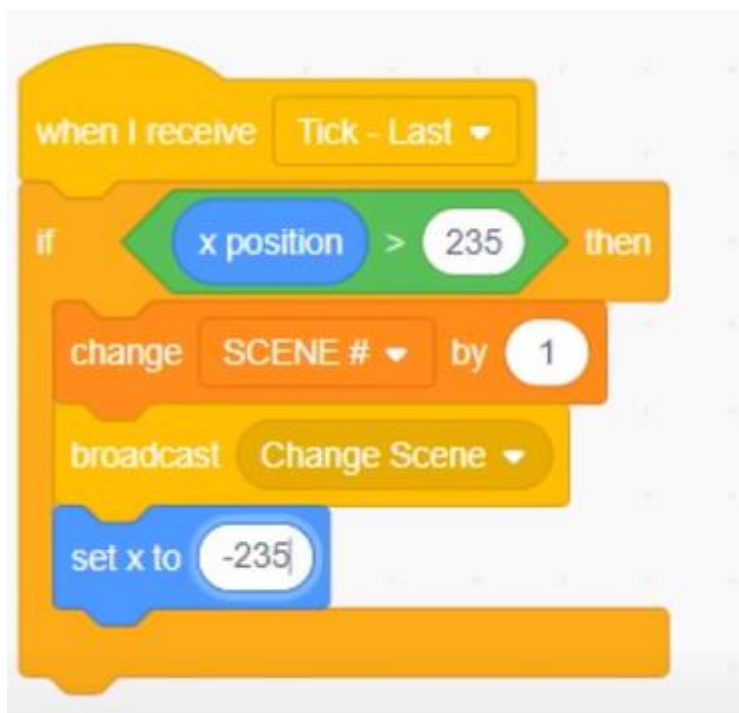 when I receive Tick - Last
if x position > 235 then
change SCENE # by 1
broadcast Change Scene
set x to -235